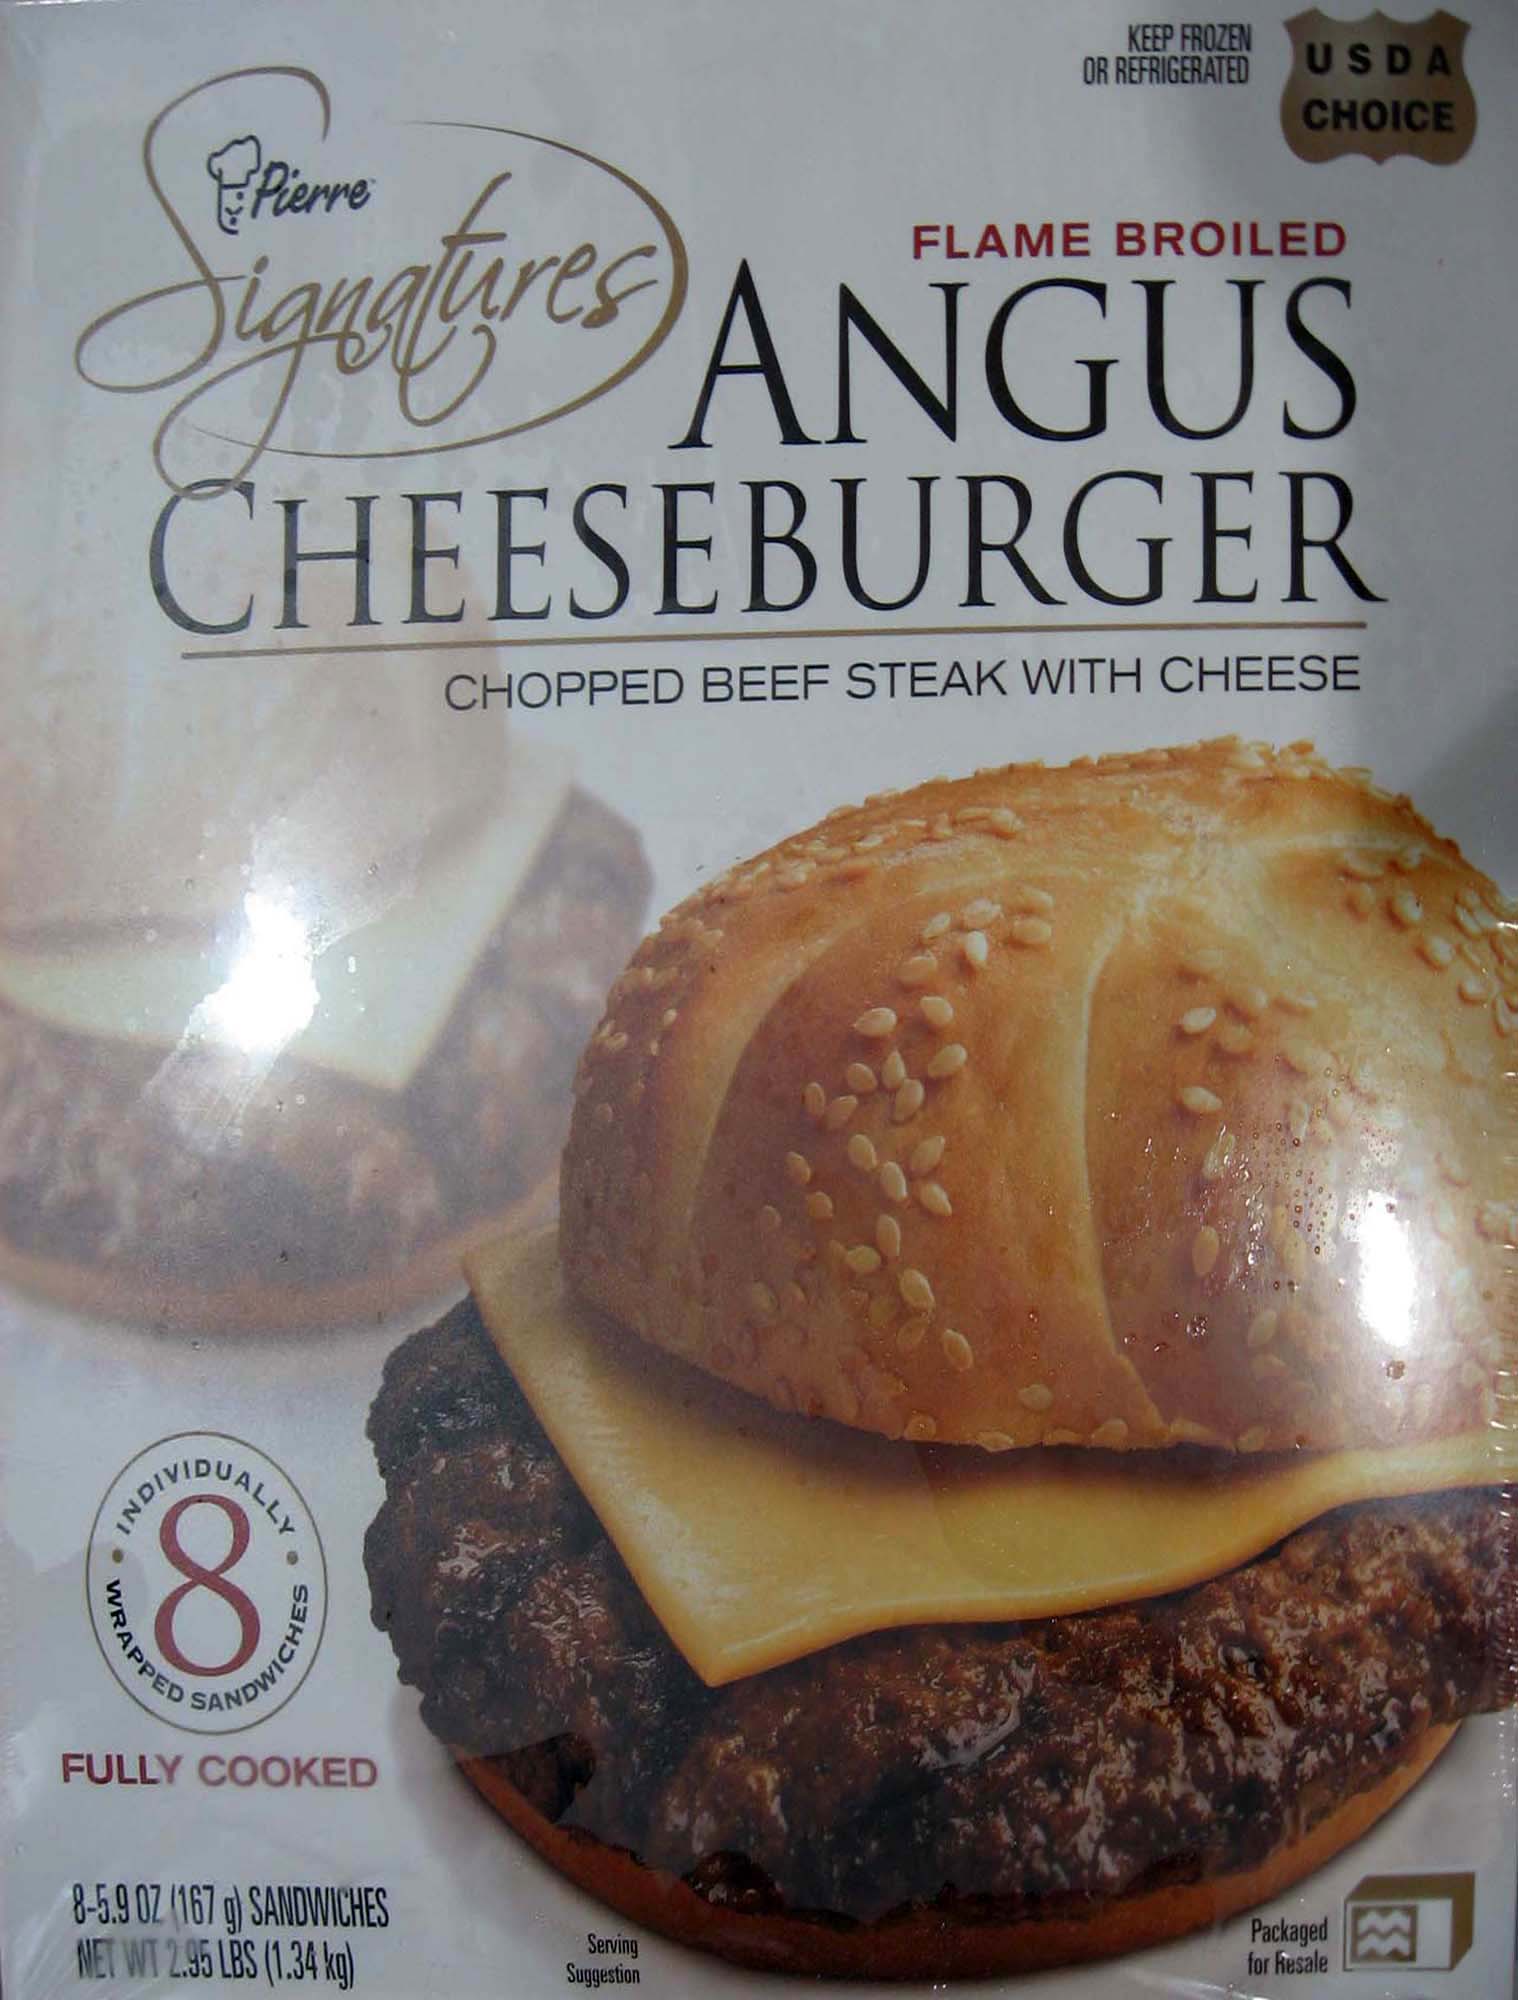 KEEP FROZEN
OR REFRIGERATED
USDA
CHOICE
Pierre
Signatures
FLAME BROILED
ANGUS
CHEESEBURGER
CHOPPED BEEF STEAK WITH CHEESE
INDIVIDUALLY
8
WRAPPED SANDWICHES
FULLY COOKED
8-5.9 OZ (167 g) SANDWICHES
NET WT 2.95 LBS (1.34 kg)
Serving
Suggestion
Packaged
for Resale